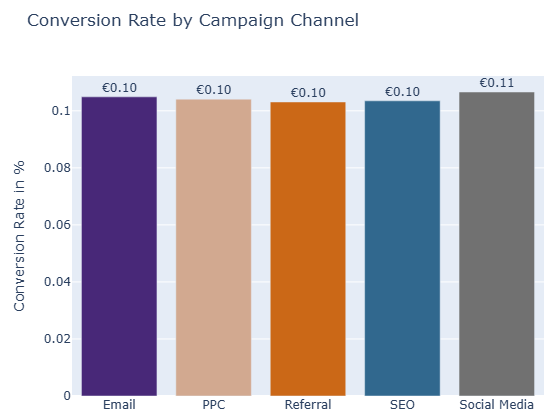 Conversion Rate by Campaign Channel
€0.10 €0.10 €0.10 €0.10 €0.11
0.1
0.08
0.06
0.04
0.02
0
Conversion Rate in %
Email PPC Referral SEO Social Media